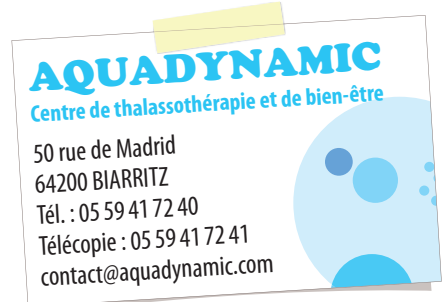 AQUADYNAMIC
Centre de thalassothérapie et de bien-être
50 rue de Madrid
64200 BIARRITZ
Tél. : 05 59 41 72 40
Télécopie : 05 59 41 72 41
contact@aquadynamic.com